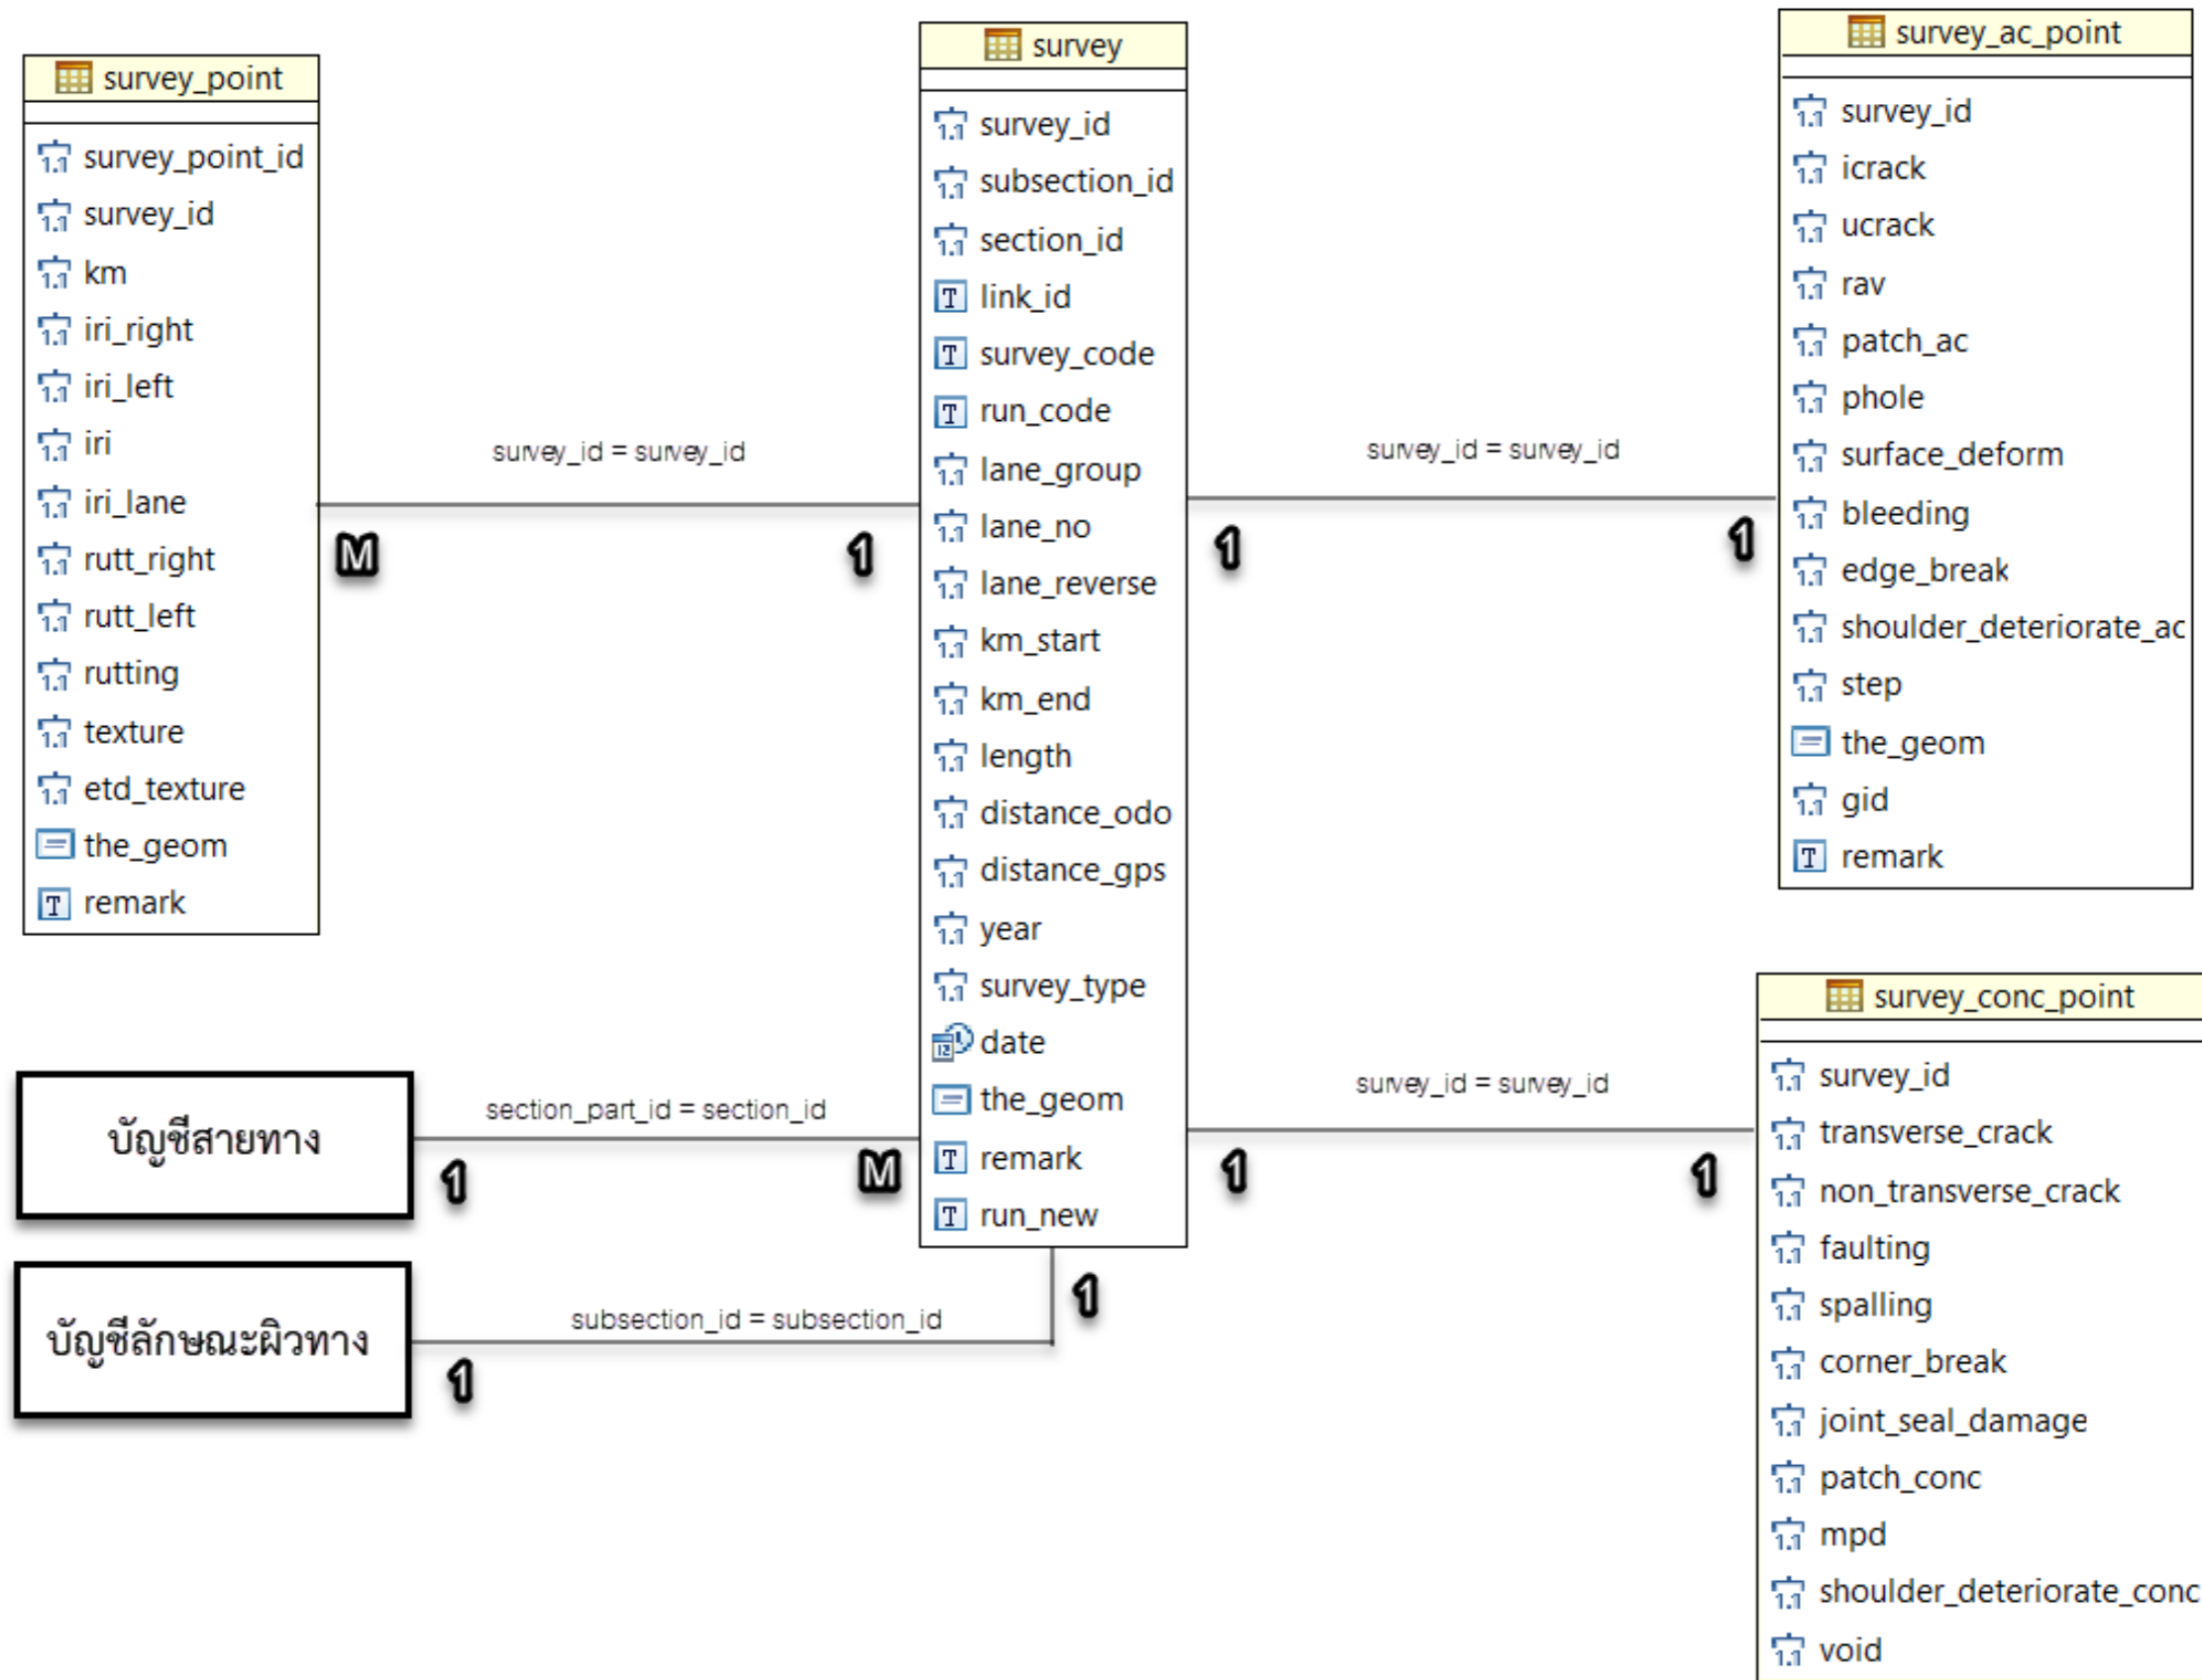 survey_point
survey_point_id
survey_id
km
iri_right
iri_left
iri
iri_lane
rutt_right
rutt_left
rutting
texture
etd_texture
the_geom
remark
survey_id = survey_id
M
1
survey
survey_id
subsection_id
section_id
link_id
survey_code
run_code
lane_group
lane_no
lane_reverse
km_start
km_end
length
distance_odo
distance_gps
year
survey_type
date
the_geom
remark
run_new
survey_id = survey_id
1
1
survey_ac_point
survey_id
icrack
ucrack
rav
patch_ac
phole
surface_deform
bleeding
edge_break
shoulder_deteriorate_ac
step
the_geom
gid
remark
บัญชีสายทาง
section_part_id = section_id
1
M
บัญชีลักษณะผิวทาง
subsection_id = subsection_id
1
1
survey_id = survey_id
1
1
survey_conc_point
survey_id
transverse_crack
non_transverse_crack
faulting
spalling
corner_break
joint_seal_damage
patch_conc
mpd
shoulder_deteriorate_conc
void